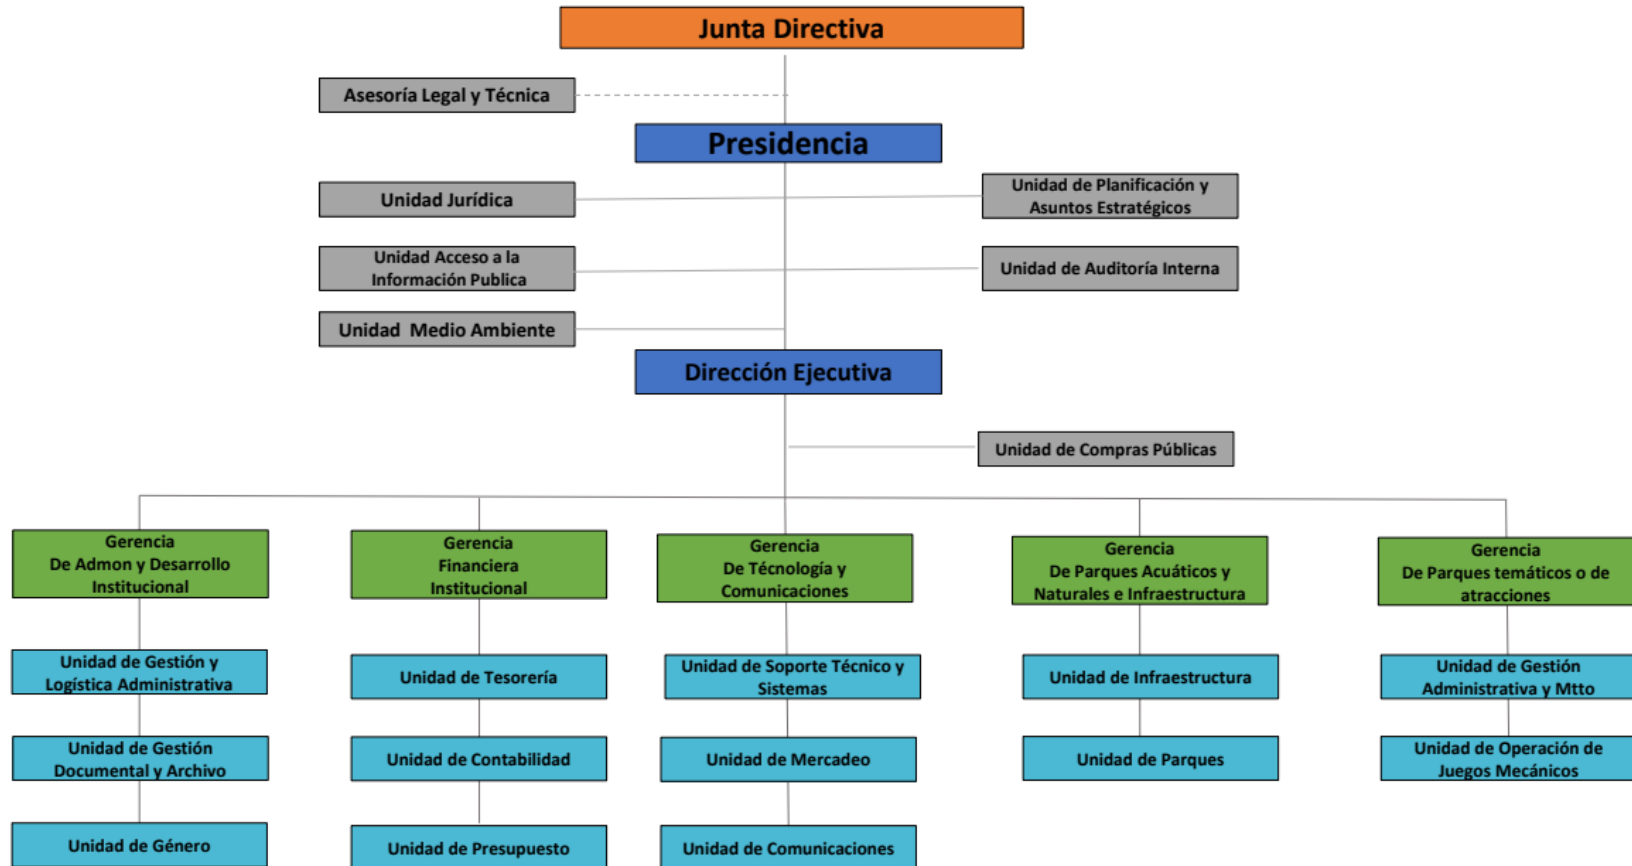 Junta Directiva
Asesoría Legal y Técnica
Presidencia
Unidad Jurídica
Unidad de Planificación y
Asuntos Estratégicos
Unidad Acceso a la
Información Publica
Unidad de Auditoría Interna
Unidad Medio Ambiente
Dirección Ejecutiva
Unidad de Compras Públicas
Gerencia
De Admon y Desarrollo
Institucional
Gerencia
Financiera
Institucional
Gerencia
De Técnología y
Comunicaciones
Gerencia
De Parques Acuáticos y
Naturales e Infraestructura
Gerencia
De Parques temáticos o de
atracciones
Unidad de Gestión y
Logística Administrativa
Unidad de Tesorería
Unidad de Soporte Técnico y
Sistemas
Unidad de Infraestructura
Unidad de Gestión
Administrativa y Mtto
Unidad de Gestión
Documental y Archivo
Unidad de Contabilidad
Unidad de Mercadeo
Unidad de Parques
Unidad de Operación de
Juegos Mecánicos
Unidad de Género
Unidad de Presupuesto
Unidad de Comunicaciones